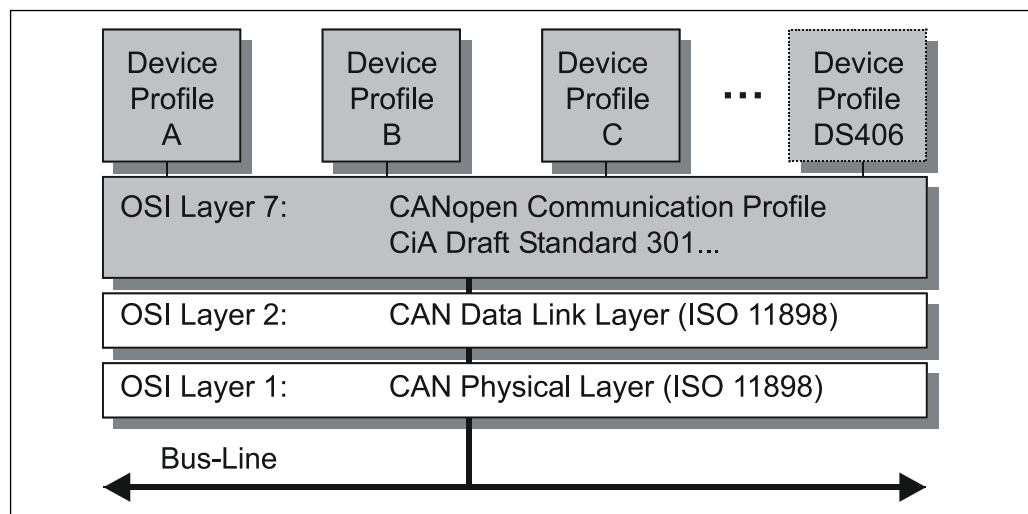 Device
Profile
A
Device
Profile
B
Device
Profile
C
...
Device
Profile
DS406
OSI Layer 7: CANopen Communication Profile
CiA Draft Standard 301...
OSI Layer 2: CAN Data Link Layer (ISO 11898)
OSI Layer 1: CAN Physical Layer (ISO 11898)
Bus-Line